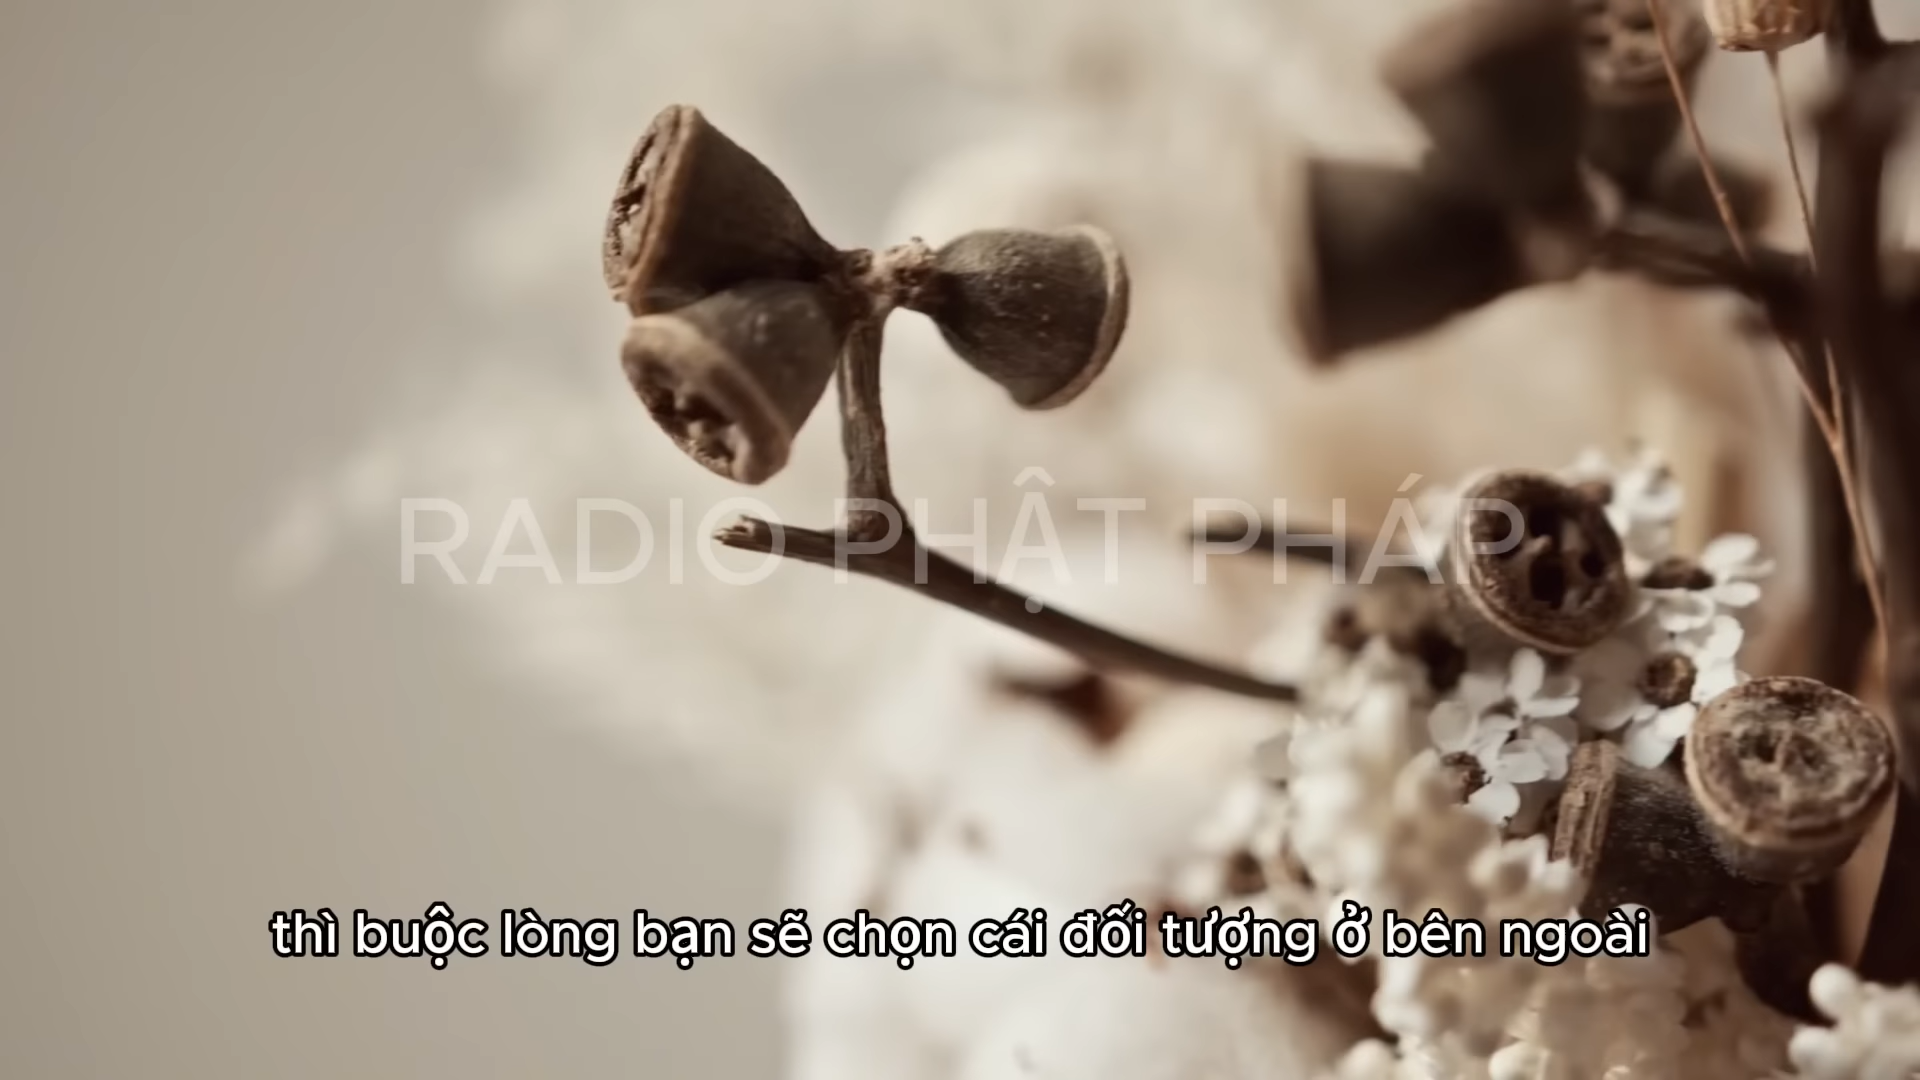 RADIO PHẬT PHÁP
thì buộc lòng bạn sẽ chọn cái đối tượng ở bên ngoài